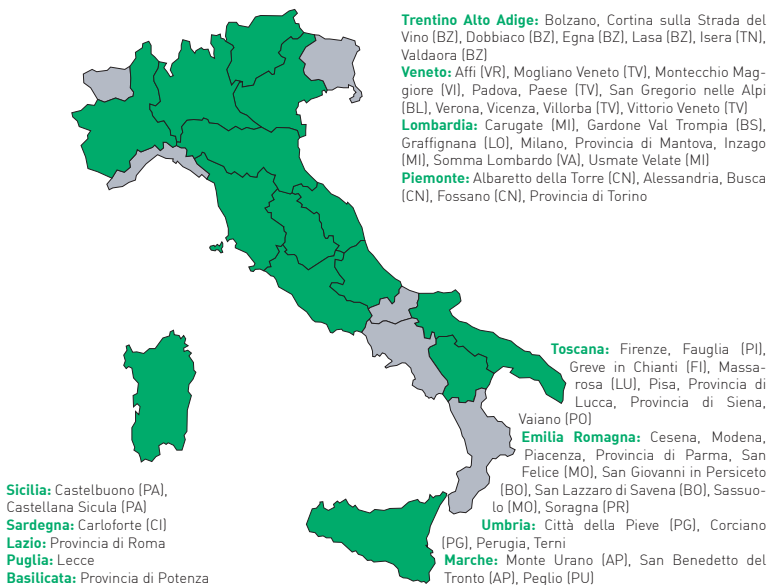 Trentino Alto Adige: Bolzano, Cortina sulla Strada del
Vino (BZ), Dobbiaco (BZ), Egna (BZ), Lasa (BZ), Isera (TN),
Valdaora (BZ)
Veneto: Affi (VR), Mogliano Veneto (TV), Montecchio Mag-
giore (VI), Padova, Paese (TV), San Gregorio nelle Alpi
(BL), Verona, Vicenza, Villorba (TV), Vittorio Veneto (TV)
Lombardia: Carugate (MI), Gardone Val Trompia (BS),
Graffignana (LO), Milano, Provincia di Mantova, Inzago
(MI), Somma Lombardo (VA), Usmate Velate (MI)
Piemonte: Albaretto della Torre (CN), Alessandria, Busca
(CN), Fossano (CN), Provincia di Torino
Toscana: Firenze, Fauglia (PI),
Greve in Chianti (FI), Massa-
rosa (LU), Pisa, Provincia di
Lucca, Provincia di Siena,
Vaiano (PO)
Emilia Romagna: Cesena, Modena,
Piacenza, Provincia di Parma, San
Felice (MO), San Giovanni in Persiceto
(BO), San Lazzaro di Savena (BO), Sassuo-
lo (MO), Soragna (PR)
Umbria: Città della Pieve (PG), Corciano
(PG), Perugia, Terni
Marche: Monte Urano (AP), San Benedetto del
Tronto (AP), Peglio (PU)
Sicilia: Castelbuono (PA),
Castellana Sicula (PA)
Sardegna: Carloforte (CI)
Lazio: Provincia di Roma
Puglia: Lecce
Basilicata: Provincia di Potenza